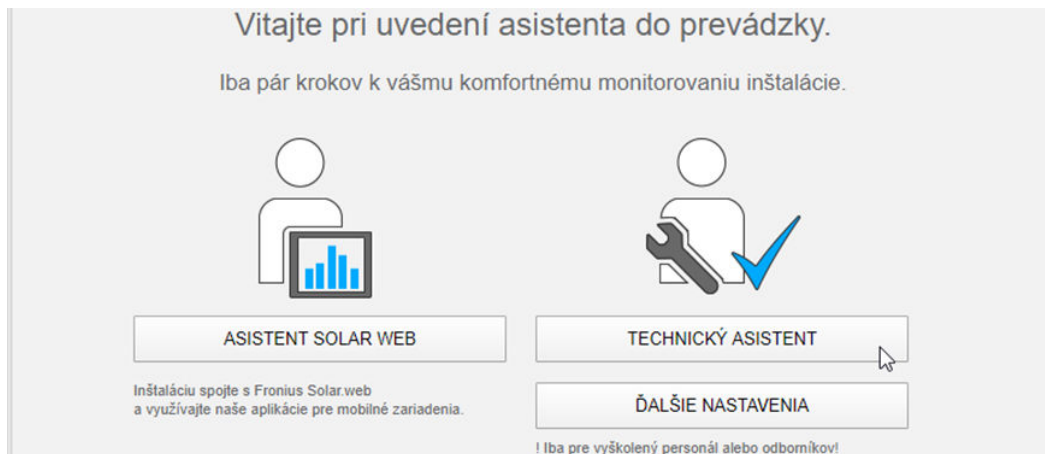 Vitajte pri uvedení asistenta do prevádzky.
Iba pár krokov k vášmu komfortnému monitorovaniu inštalácie.
ASISTENT SOLAR WEB
Inštaláciu spojte s Fronius Solar.web
a využívajte naše aplikácie pre mobilné zariadenia.
TECHNICKÝ ASISTENT
ĎALŠIE NASTAVENIA
! Iba pre vyškolený personál alebo odborníkov!